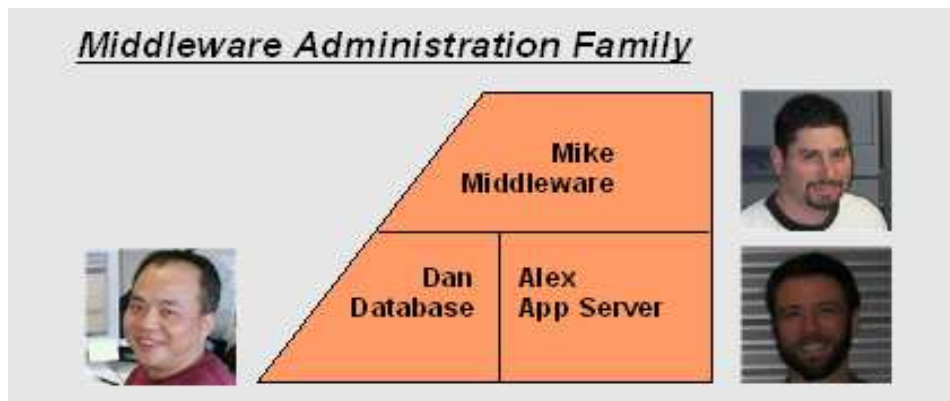 Middleware Administration Family
Mike
Middleware
Dan
Database
Alex
App Server